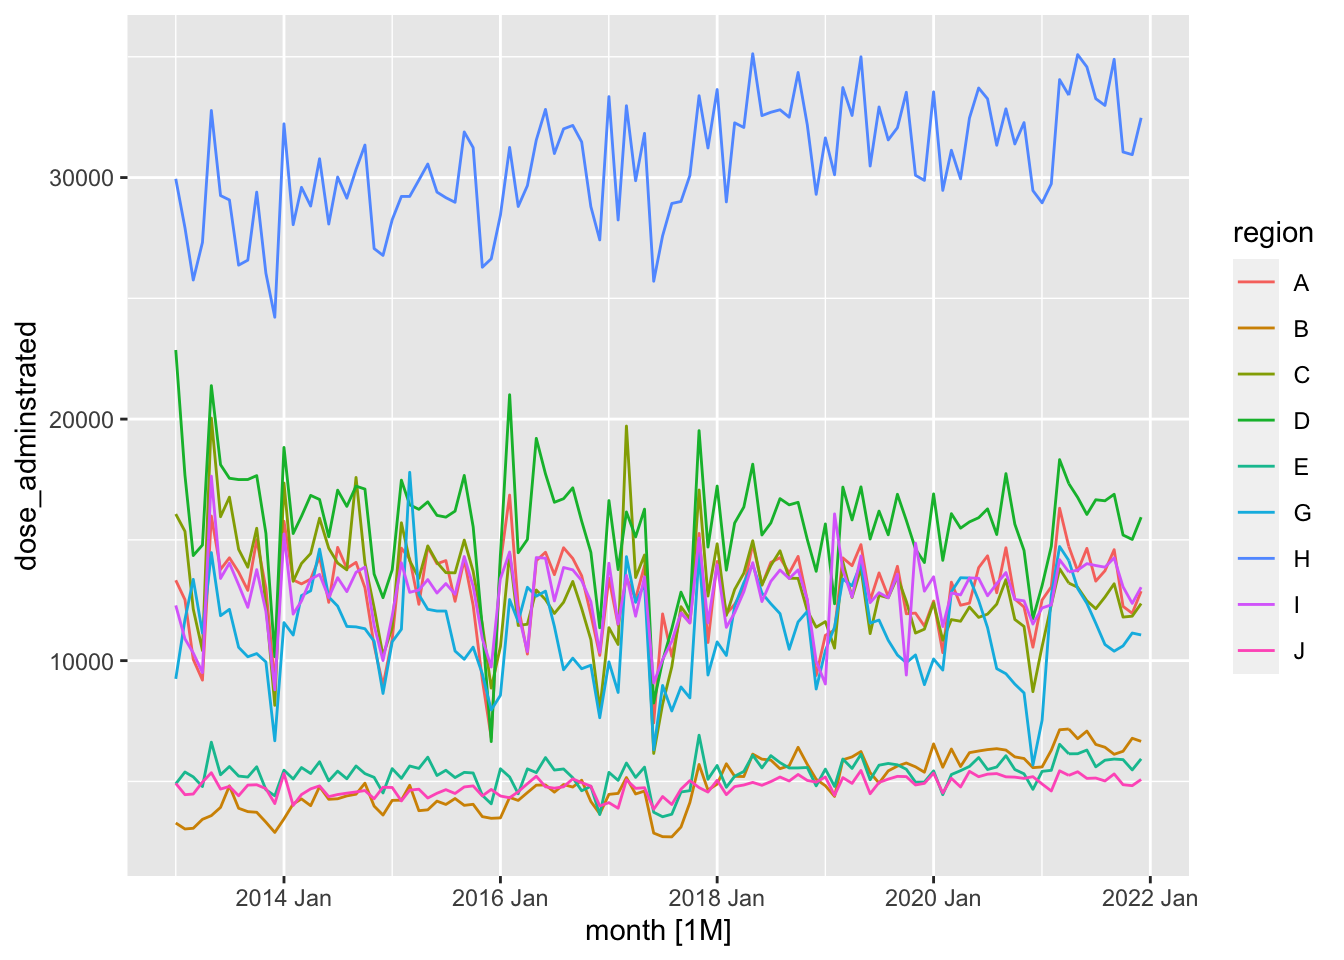 30000
20000
10000
dose_adminstrated
2014 Jan
2016 Jan
2018 Jan
2020 Jan
2022 Jan
month [1M]
region
A
B
C
D
E
G
H
I
J